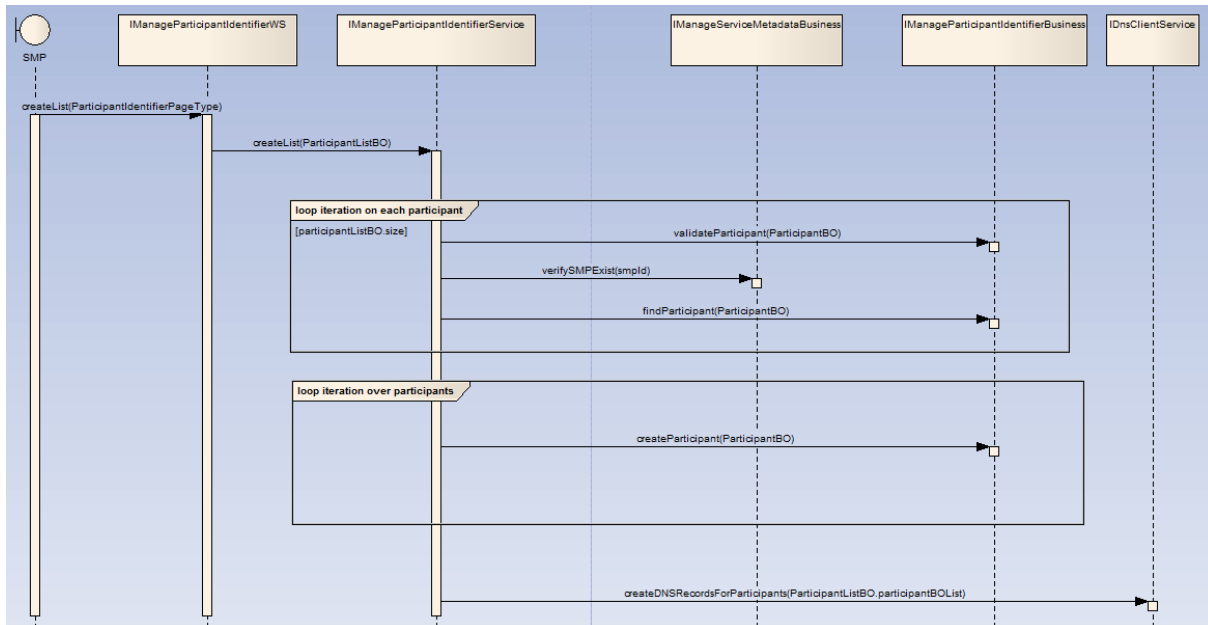 IManageParticipantIdentifierWS
IManageParticipantIdentifierService
IManageServiceMetadataBusiness
IManageParticipantIdentifierBusiness
IDnsClientService
SMP
createList(ParticipantIdentifierPageType)
createList(ParticipantListBO)
loop iteration on each participant
[participantListBO.size]
validateParticipant(ParticipantBO)
verifySMPExist(smpId)
findParticipant(ParticipantBO)
loop iteration over participants
createParticipant(ParticipantBO)
createDNSRecordsForParticipants(ParticipantListBO.participantBOList)